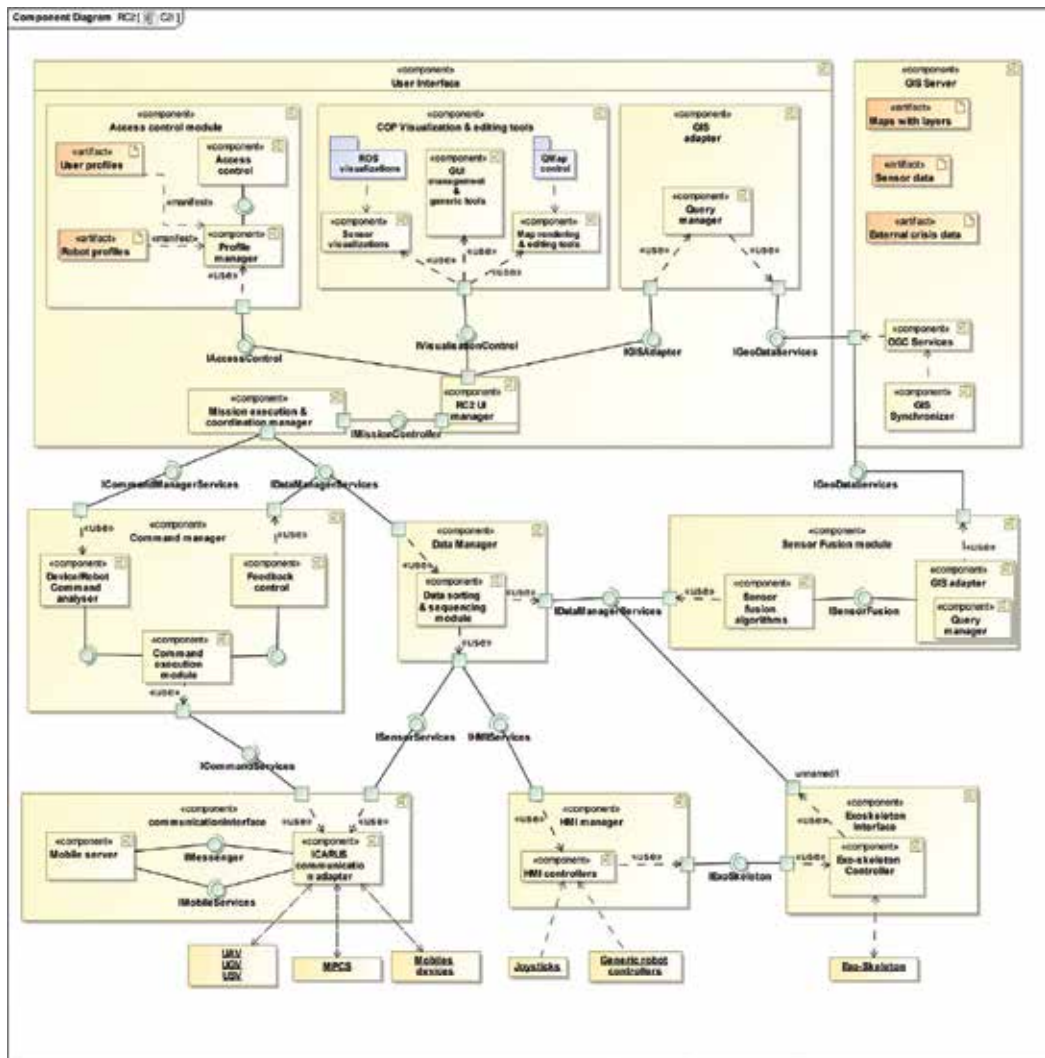 Component Diagram RC2[ C2I ]
«component»
User Interface
«component»
GIS Server
«artifact»
Maps with layers
«artifact»
Sensor data
«artifact»
External crisis data
«component»
OGC Services
«component»
GIS
Synchronizer
«component»
Access control module
«artifact»
User profiles
«component»
Access
control
«manifest»
«artifact»
Robot profiles
«manifest»
«component»
Profile
manager
«use»
«component»
COP Visualization & editing tools
ROS
visualizations
«component»
GUI
management
&
generic tools
QMap
control
«component»
Sensor
visualizations
«component»
Map rendering
& editing tools
«use»
«use»
«use»
«component»
GIS
adapter
«component»
Query
manager
«use»
«use»
IAccessControl
IVisualisationControl
IGISAdapter
IGeoDataServices
«component»
Mission execution &
coordination manager
«component»
RC2 UI
manager
IMissionController
ICommandManagerServices
IDataManagerServices
IGeoDataServices
«component»
Command manager
«use»
«use»
«component»
Device/Robot
Command
analyser
«component»
Feedback
control
«component»
Command
execution
module
«use»
«component»
Data Manager
«use»
«component»
Data sorting
& sequencing
module
«use»
«use»
IDataManagerServices
«component»
Sensor Fusion module
«use»
«use»
«component»
Sensor
fusion
algorithms
ISensorFusion
«component»
GIS adapter
«component»
Query
manager
ICommandServices
ISensorServices
IHMIServices
unnamed1
«component»
communicationInterface
«use»
«use»
«component»
Mobile server
IMessenger
IMobileServices
«component»
ICARUS
communicatio
n adapter
«component»
HMI manager
«use»
«component»
HMI controllers
«use»
IExoSkeleton
«component»
Exoskeleton
Interface
«use»
«use»
«component»
Exo-skeleton
Controller
UAV
UGV
USV
MPCS
Mobiles
devices
Joysticks
Generic robot
controllers
Exo-Skeleton